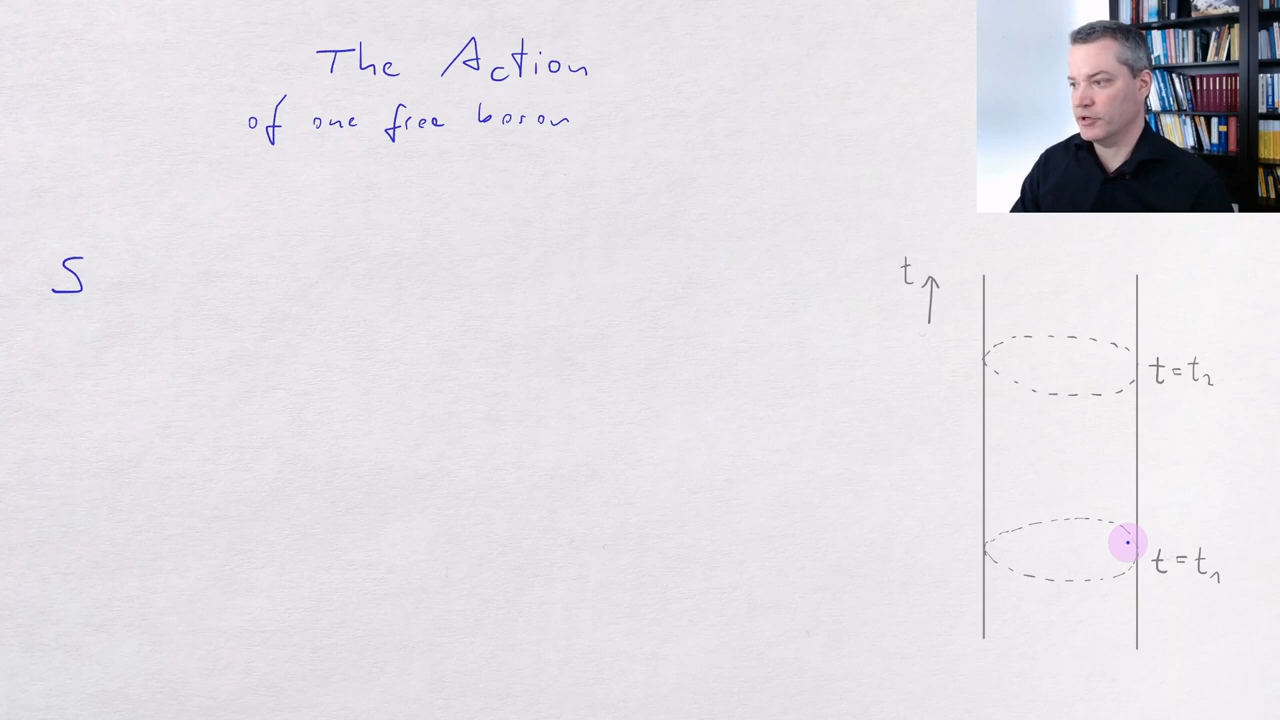 The Action
of one free boson
S
t
t = t₂
t = t₁